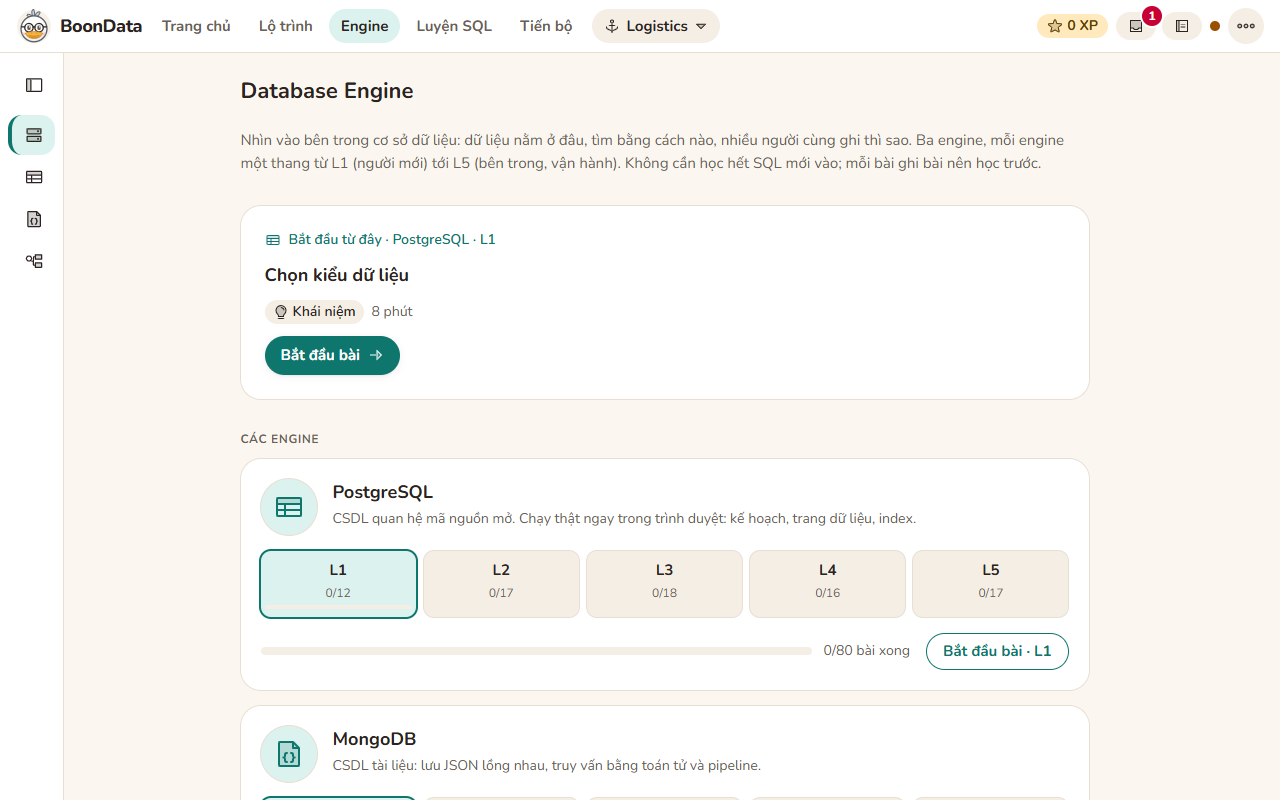 BoonData
Trang chủ
Lộ trình
Engine
Luyện SQL
Tiến bộ
Logistics
0 XP
1
Database Engine
Nhìn vào bên trong cơ sở dữ liệu: dữ liệu nằm ở đâu, tìm bằng cách nào, nhiều người cùng ghi thì sao. Ba engine, mỗi engine
một thang từ L1 (người mới) tới L5 (bên trong, vận hành). Không cần học hết SQL mới vào; mỗi bài ghi bài nên học trước.
Bắt đầu từ đây · PostgreSQL · L1
Chọn kiểu dữ liệu
Khái niệm 8 phút
Bắt đầu bài
CÁC ENGINE
PostgreSQL
CSDL quan hệ mã nguồn mở. Chạy thật ngay trong trình duyệt: kế hoạch, trang dữ liệu, index.
L1
0/12
L2
0/17
L3
0/18
L4
0/16
L5
0/17
0/80 bài xong
Bắt đầu bài · L1
MongoDB
CSDL tài liệu: lưu JSON lồng nhau, truy vấn bằng toán tử và pipeline.